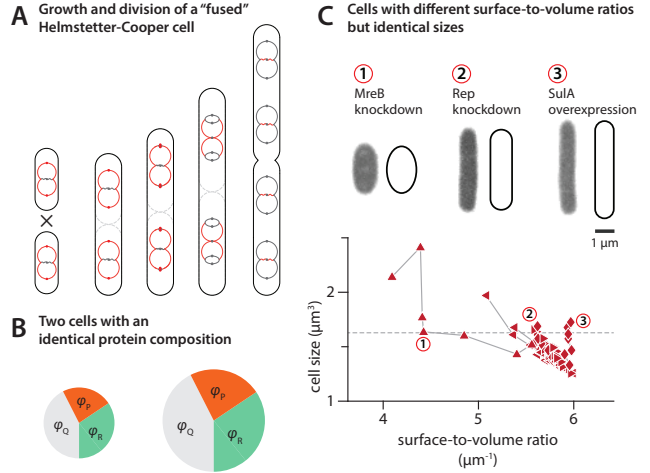 A Growth and division of a "fused"
Helmstetter-Cooper cell
B Two cells with an
identical protein composition
φP
φQ
φR
φP
φQ
φR
C Cells with different surface-to-volume ratios
but identical sizes
1
MreB
knockdown
2
Rep
knockdown
3
SulA
overexpression
1 μm
cell size (μm³)
2
1
1
2
3
4
5
6
surface-to-volume ratio
(μm⁻¹)